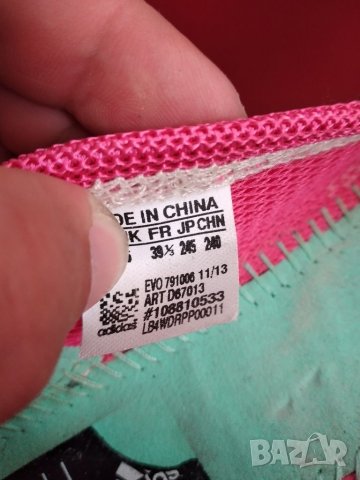 DE IN CHINA
K FR JP CHN
39⅓ 245 240
EVO 791006 11/13
ART D67013
#106810533
LB4WDRPP00011
adidas
BAZAR